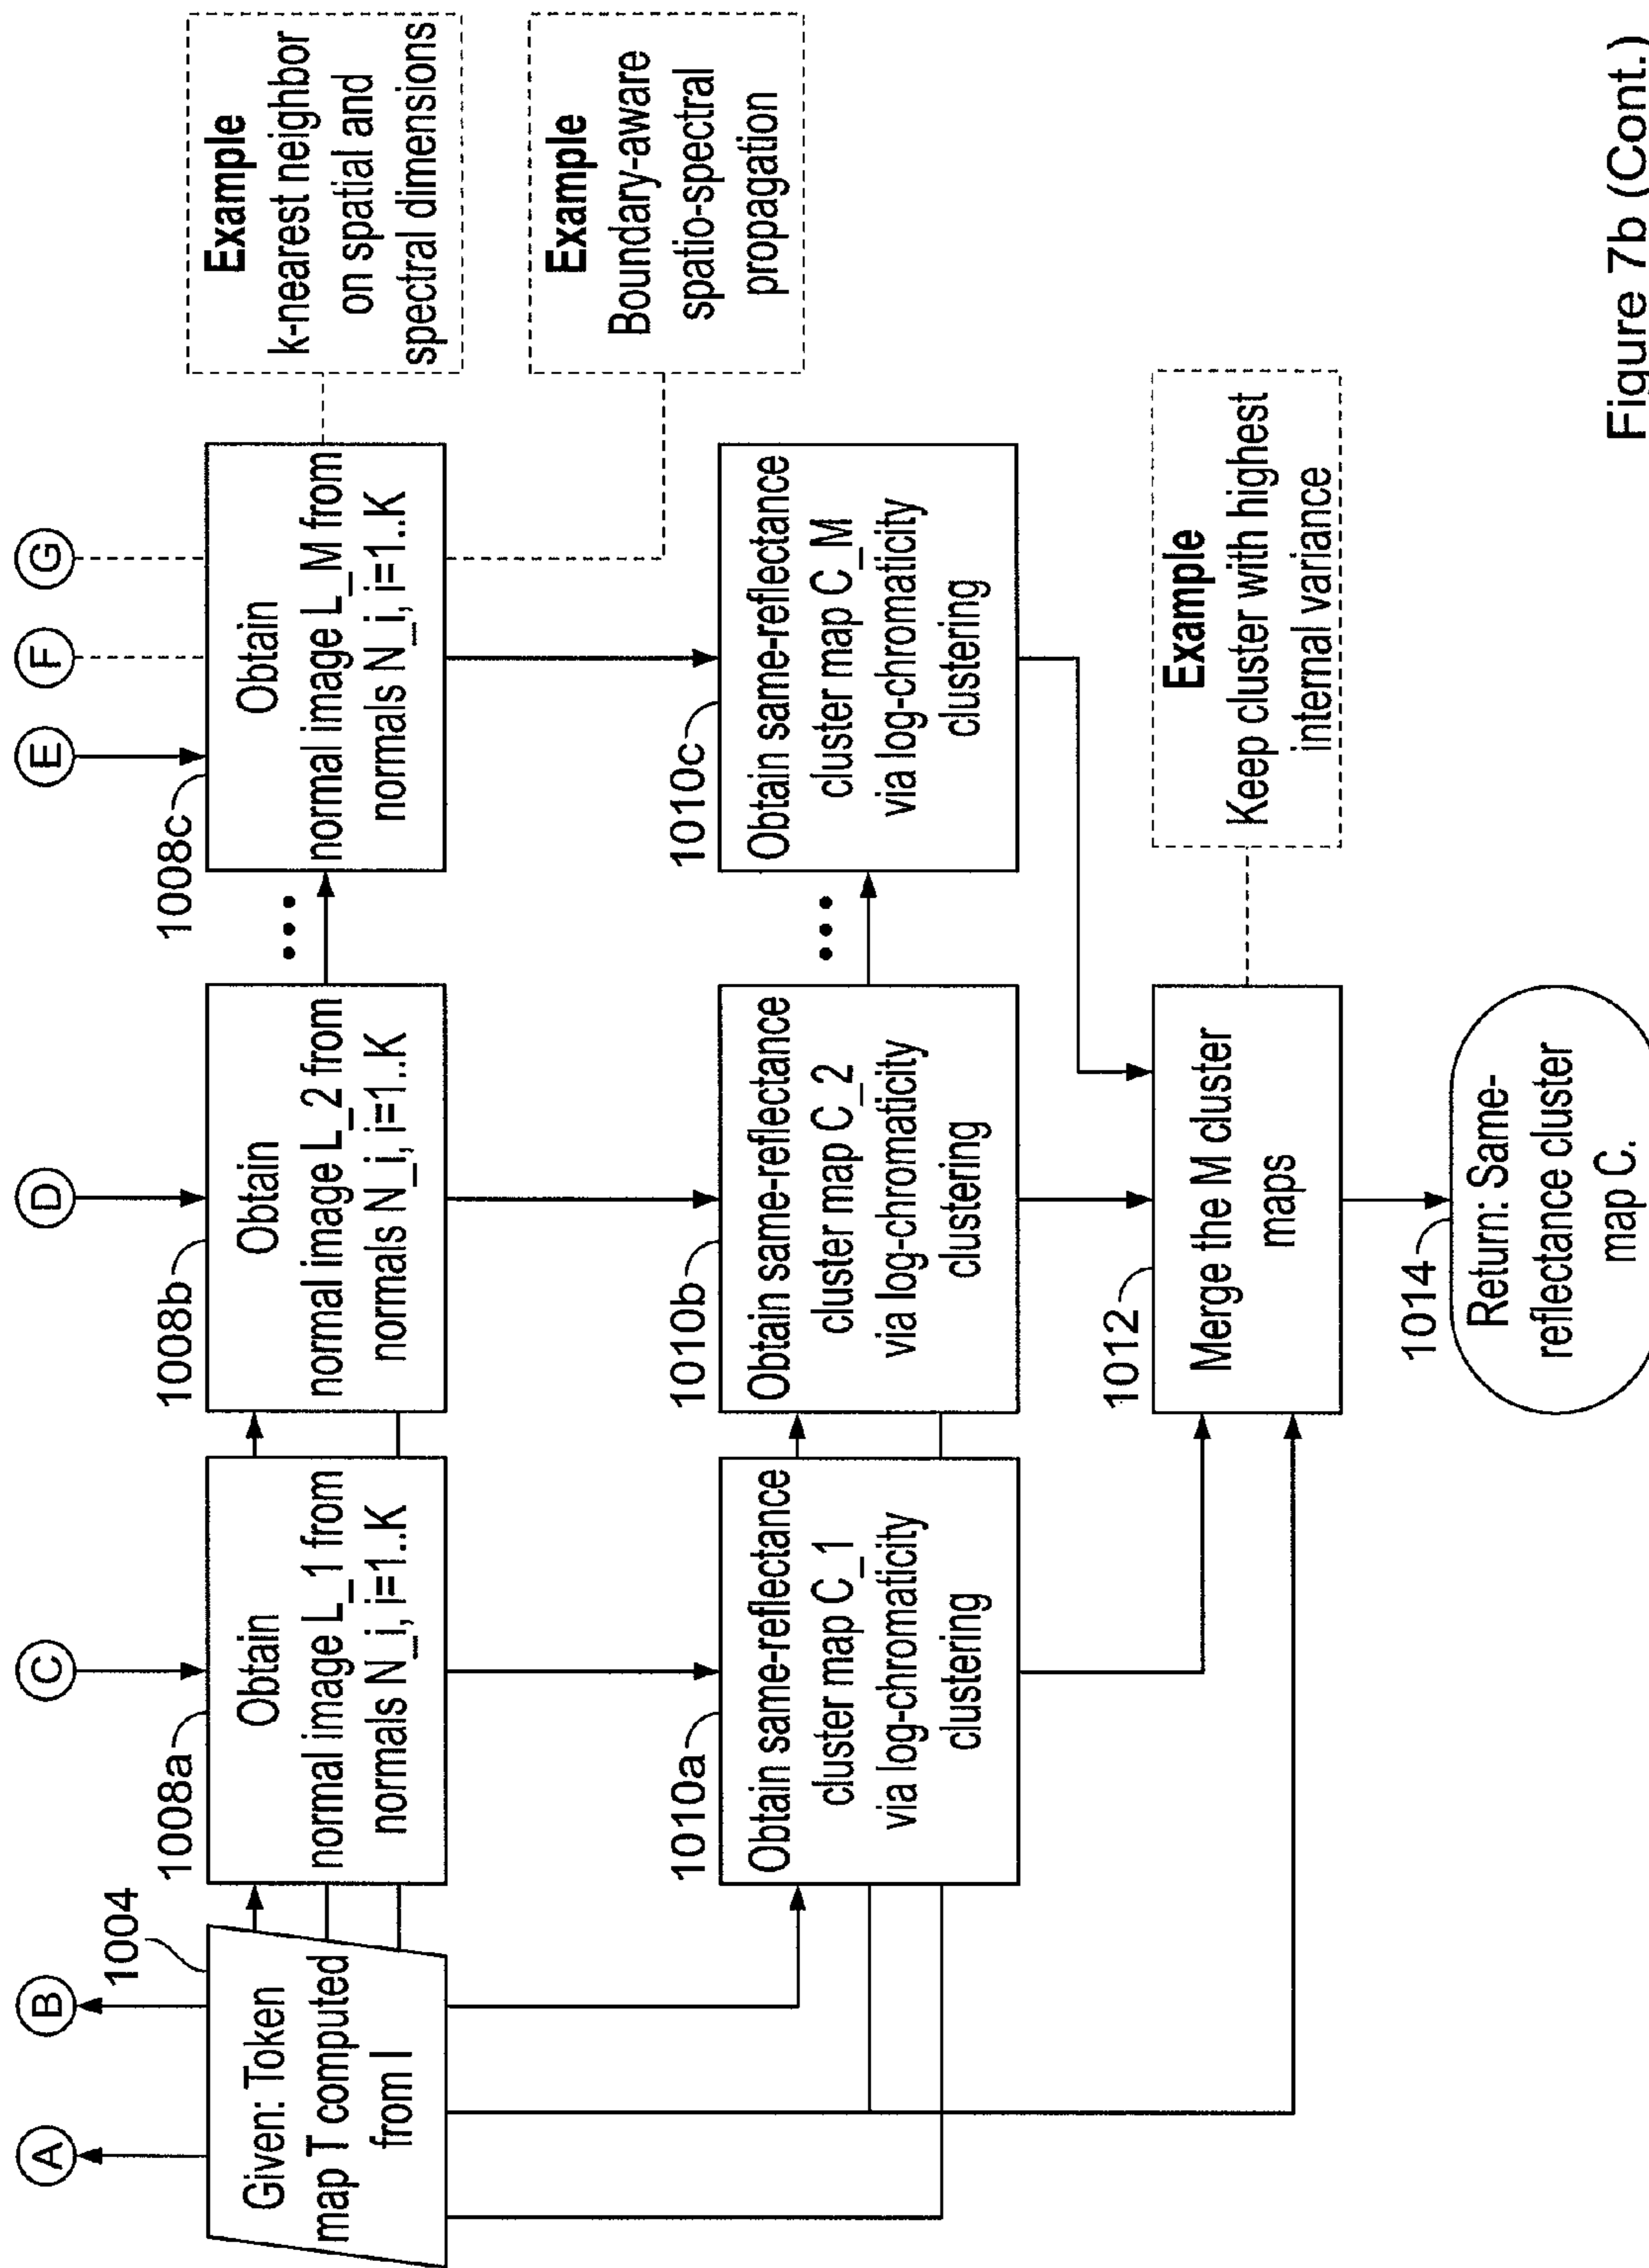 A
B
C
D
E
F
G
1004
Given: Token
map T computed
from I
1008a
Obtain
normal image L_1 from
normals N_i, i=1..K
1008b
Obtain
normal image L_2 from
normals N_i, i=1..K
•••
1008c
Obtain
normal image L_M from
normals N_i, i=1..K
Example
k-nearest neighbor
on spatial and
spectral dimensions
Example
Boundary-aware
spatio-spectral
propagation
1010a
Obtain same-reflectance
cluster map C_1
via log-chromaticity
clustering
1010b
Obtain same-reflectance
cluster map C_2
via log-chromaticity
clustering
•••
1010c
Obtain same-reflectance
cluster map C_M
via log-chromaticity
clustering
1012
Merge the M cluster
maps
Example
Keep cluster with highest
internal variance
1014
Return: Same-
reflectance cluster
map C.
Figure 7b (Cont.)